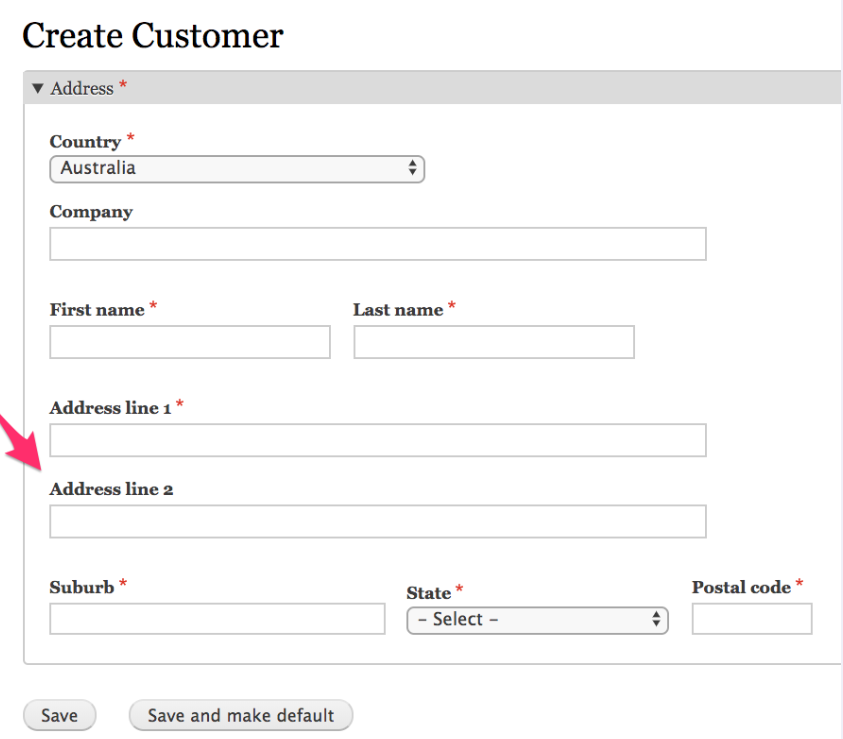 Create Customer
▼ Address *
Country *
Australia
Company
First name * Last name *
Address line 1 *
Address line 2
Suburb * State * Postal code *
– Select –
Save Save and make default